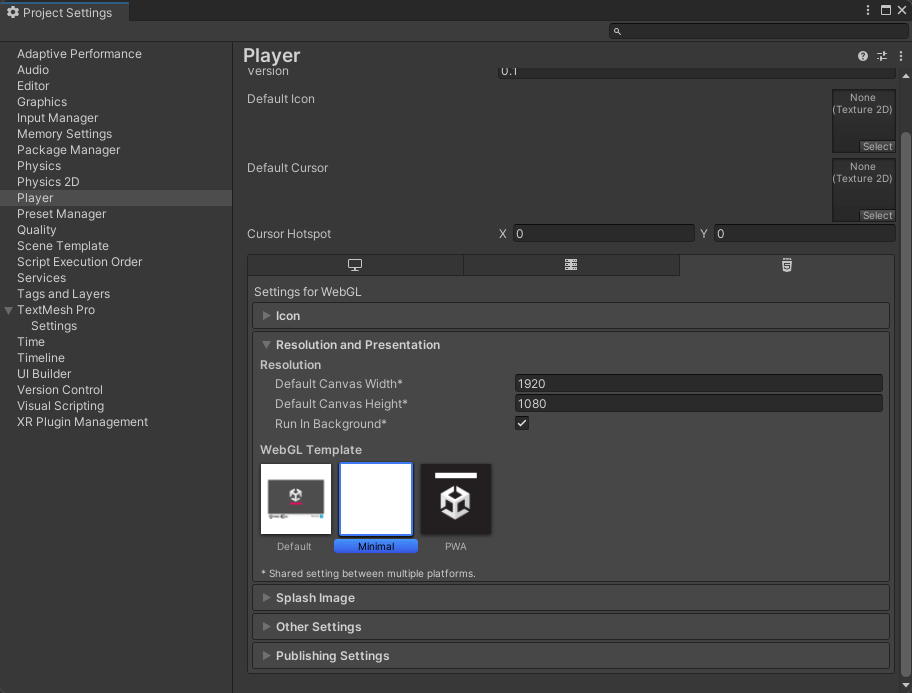 Project Settings
Adaptive Performance
Audio
Editor
Graphics
Input Manager
Memory Settings
Package Manager
Physics
Physics 2D
Player
Preset Manager
Quality
Scene Template
Script Execution Order
Services
Tags and Layers
TextMesh Pro
Settings
Time
Timeline
UI Builder
Version Control
Visual Scripting
XR Plugin Management
Player
Version 0.1
Default Icon
None
(Texture 2D)
Select
Default Cursor
None
(Texture 2D)
Select
Cursor Hotspot X 0 Y 0
Settings for WebGL
Icon
Resolution and Presentation
Resolution
Default Canvas Width* 1920
Default Canvas Height* 1080
Run In Background*
WebGL Template
Default Minimal PWA
* Shared setting between multiple platforms.
Splash Image
Other Settings
Publishing Settings